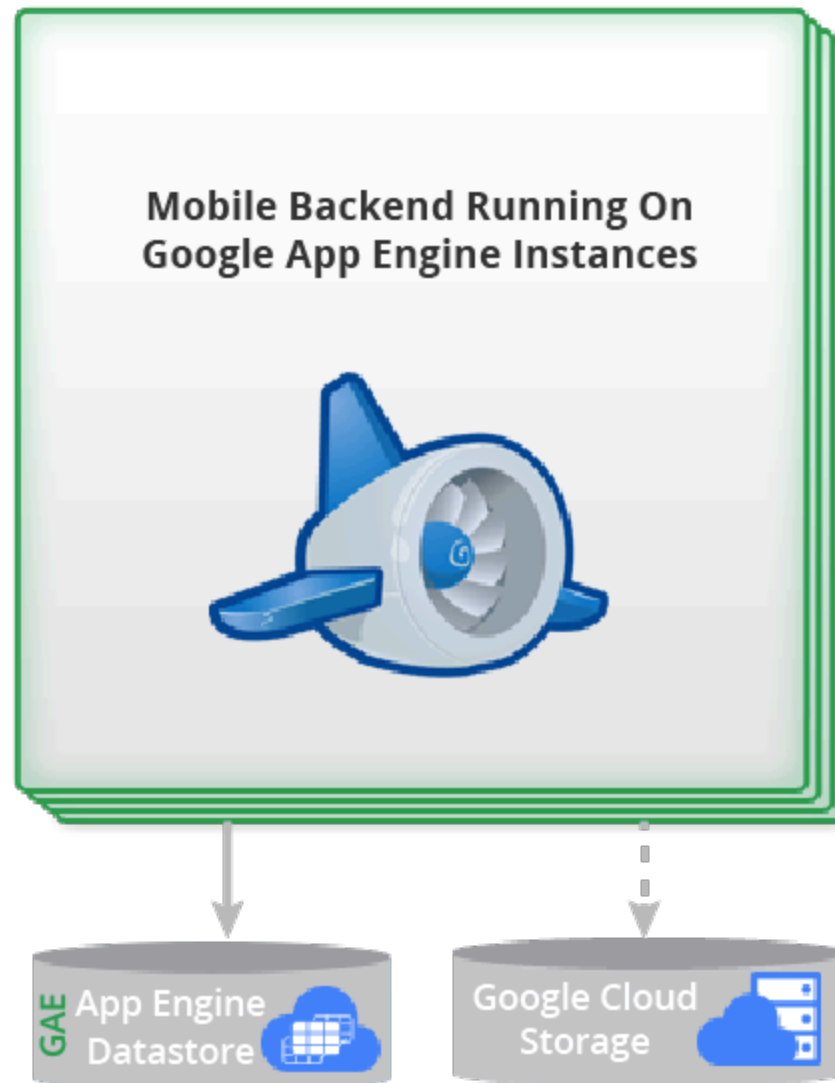 Mobile Backend Running On
Google App Engine Instances
GAE
App Engine
Datastore
Google Cloud
Storage